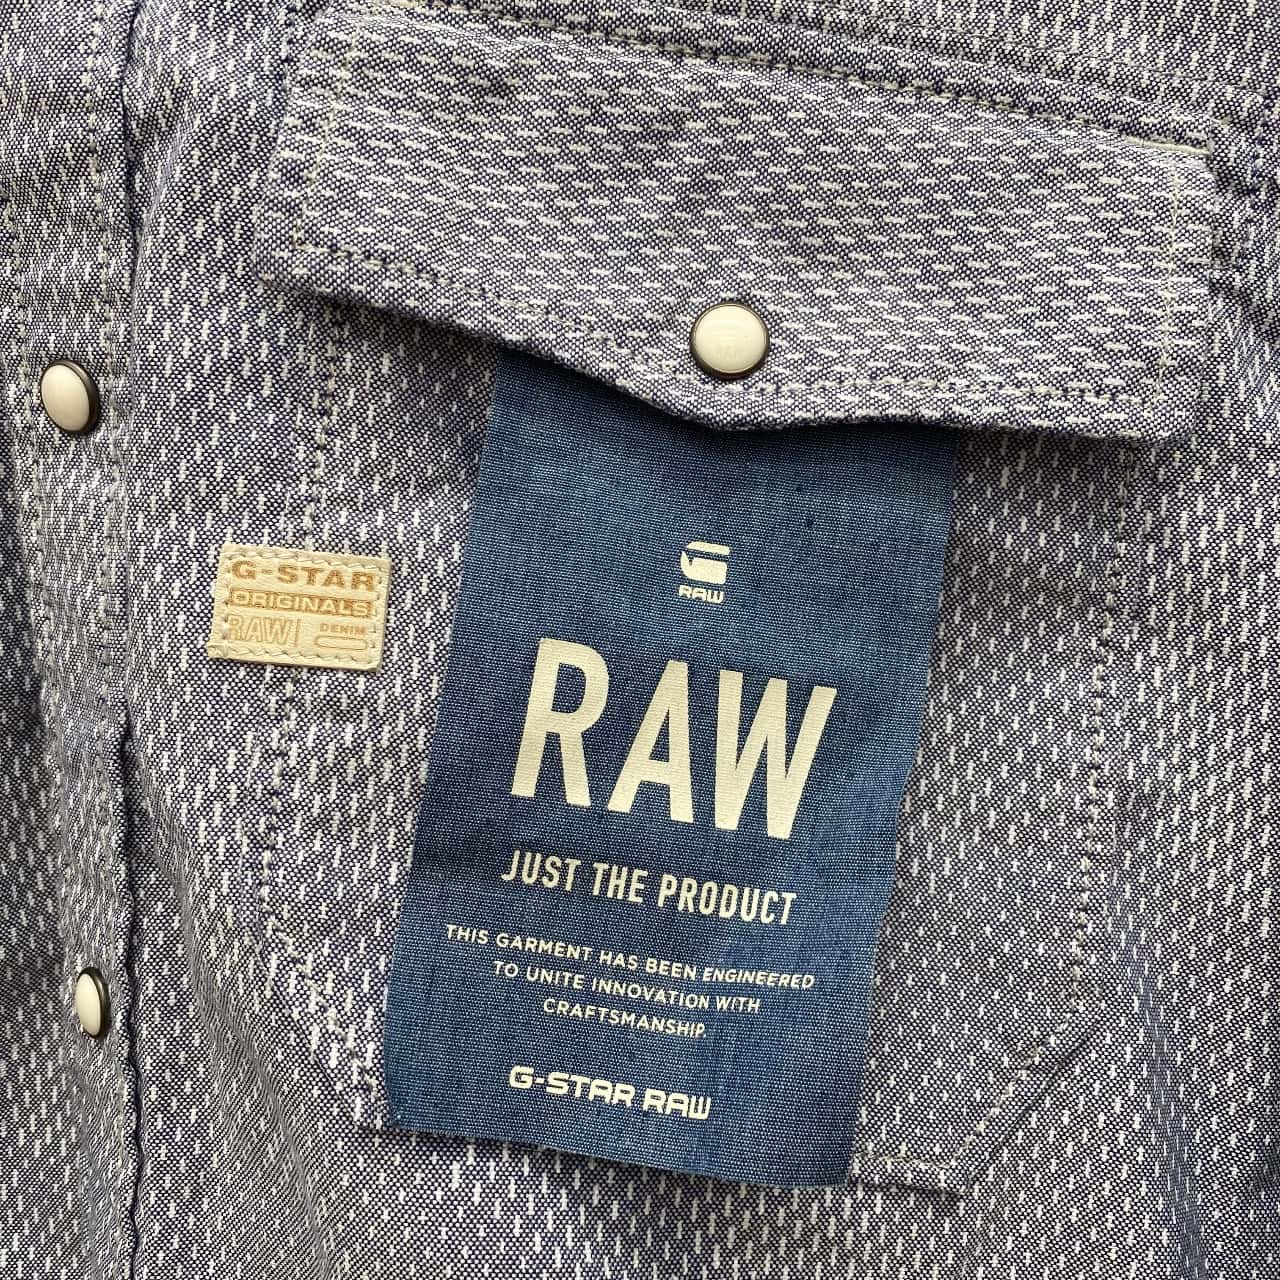 G-STAR
ORIGINALS
RAW DENIM
RAW
RAW
JUST THE PRODUCT
THIS GARMENT HAS BEEN ENGINEERED
TO UNITE INNOVATION WITH
CRAFTSMANSHIP.
G-STAR RAW